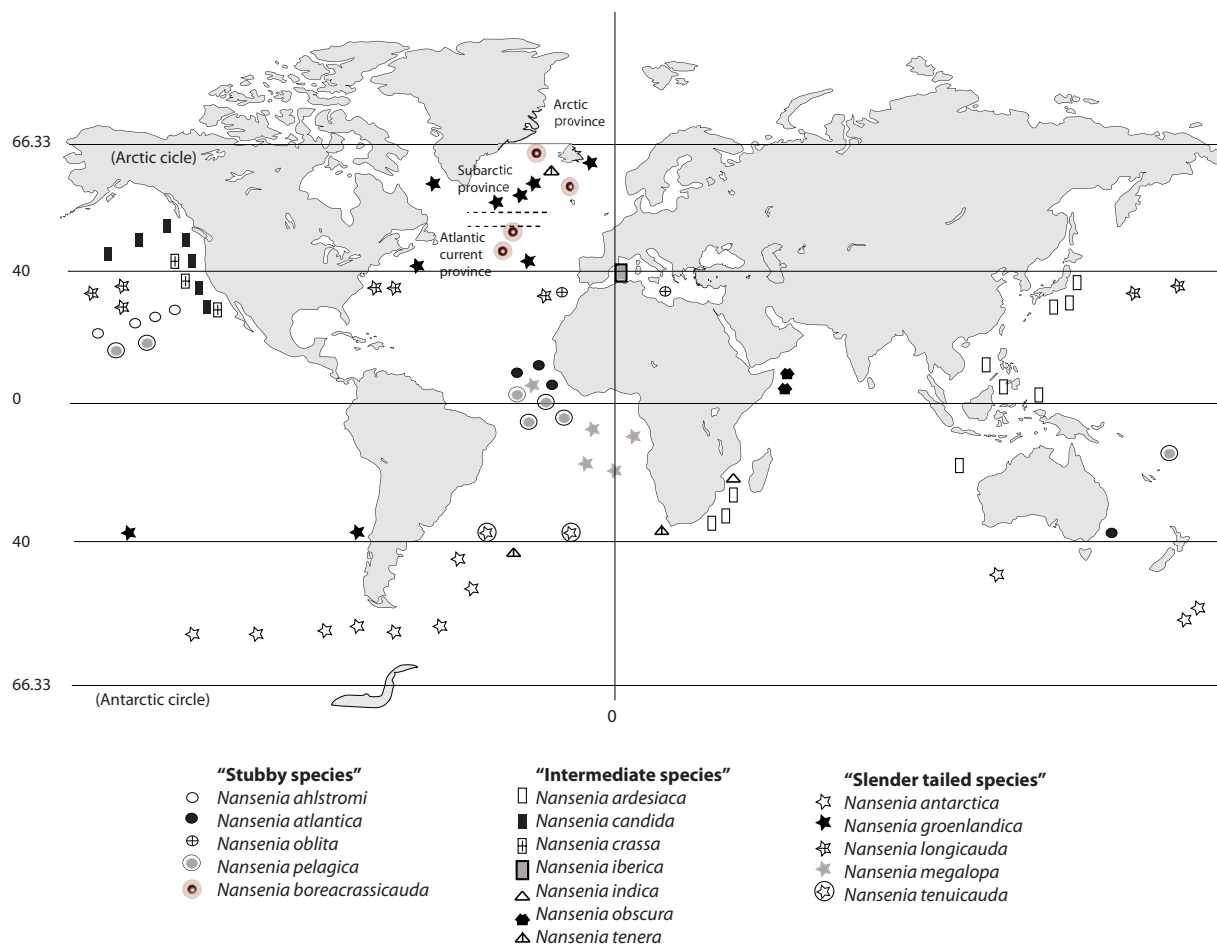 Arctic
province
66.33
(Arctic cicle)
Subarctic
province
Atlantic
current
province
40
0
40
66.33
(Antarctic circle)
0
“Stubby species”
Nansenia ahlstromi
Nansenia atlantica
Nansenia oblita
Nansenia pelagica
Nansenia boreacrassicauda
“Intermediate species”
Nansenia ardesiaca
Nansenia candida
Nansenia crassa
Nansenia iberica
Nansenia indica
Nansenia obscura
Nansenia tenera
“Slender tailed species”
Nansenia antarctica
Nansenia groenlandica
Nansenia longicauda
Nansenia megalopa
Nansenia tenuicauda